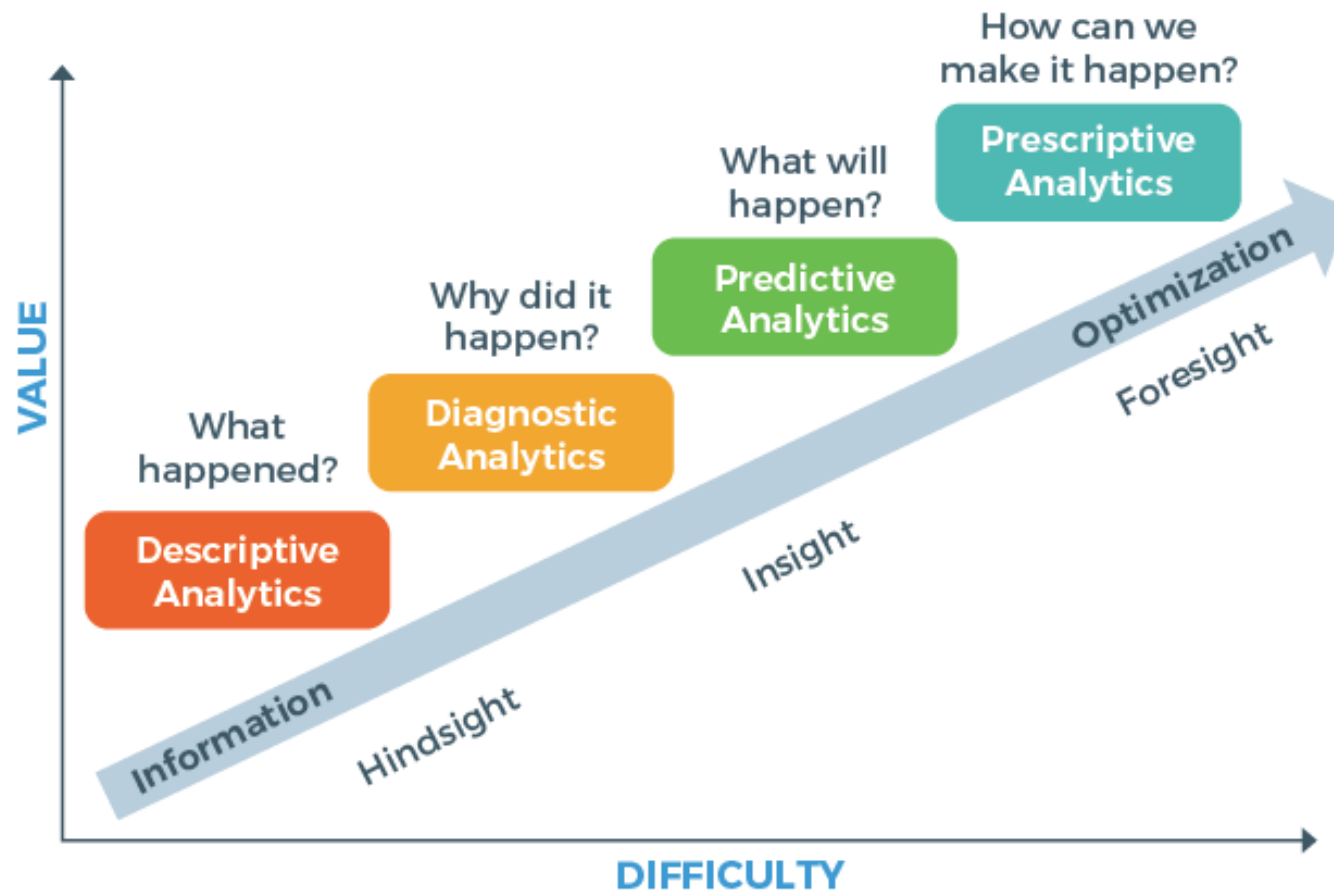 How can we
make it happen?
Prescriptive
Analytics
What will
happen?
Predictive
Analytics
Why did it
happen?
Diagnostic
Analytics
What
happened?
Descriptive
Analytics
VALUE
Information
Hindsight
Insight
Optimization
Foresight
DIFFICULTY